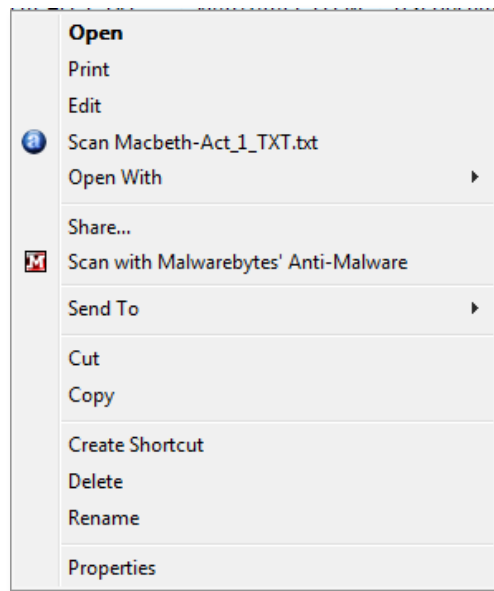 Open
Print
Edit
Scan Macbeth-Act_1_TXT.txt
Open With
Share...
Scan with Malwarebytes' Anti-Malware
Send To
Cut
Copy
Create Shortcut
Delete
Rename
Properties